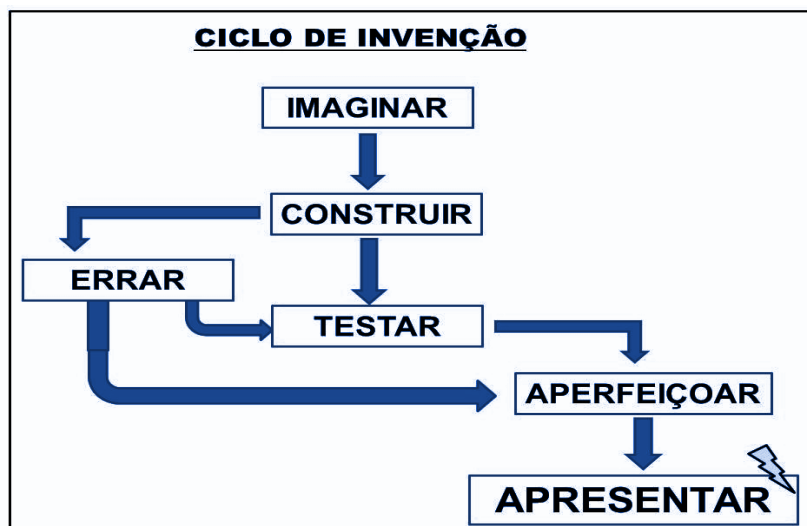 CICLO DE INVENÇÃO
IMAGINAR
CONSTRUIR
ERRAR
TESTAR
APERFEIÇOAR
APRESENTAR